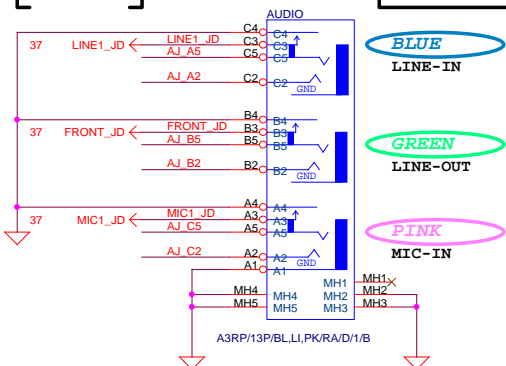 AUDIO
C4 C4
37 LINE1_JD LINE1_JD C3 C3
AJ_A5 C5 C5
AJ_A2 C2 C2
GND
BLUE
LINE-IN
B4 B4
37 FRONT_JD FRONT_JD B3 B3
AJ_B5 B5 B5
AJ_B2 B2 B2
GND
GREEN
LINE-OUT
A4 A4
37 MIC1_JD MIC1_JD A3 A3
AJ_C5 A5 A5
AJ_C2 A2 A2
GND
A1 A1
PINK
MIC-IN
MH1 MH1
MH4 MH4 MH2 MH2
MH5 MH5 MH3 MH3
A3RP/13P/BL,LI,PK/RA/D/1/B